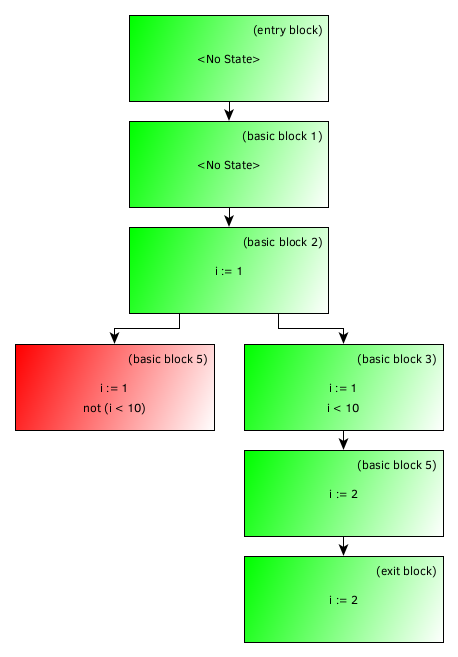 (entry block)
<No State>
(basic block 1)
<No State>
(basic block 2)
i := 1
(basic block 5)
i := 1
not (i < 10)
(basic block 3)
i := 1
i < 10
(basic block 5)
i := 2
(exit block)
i := 2